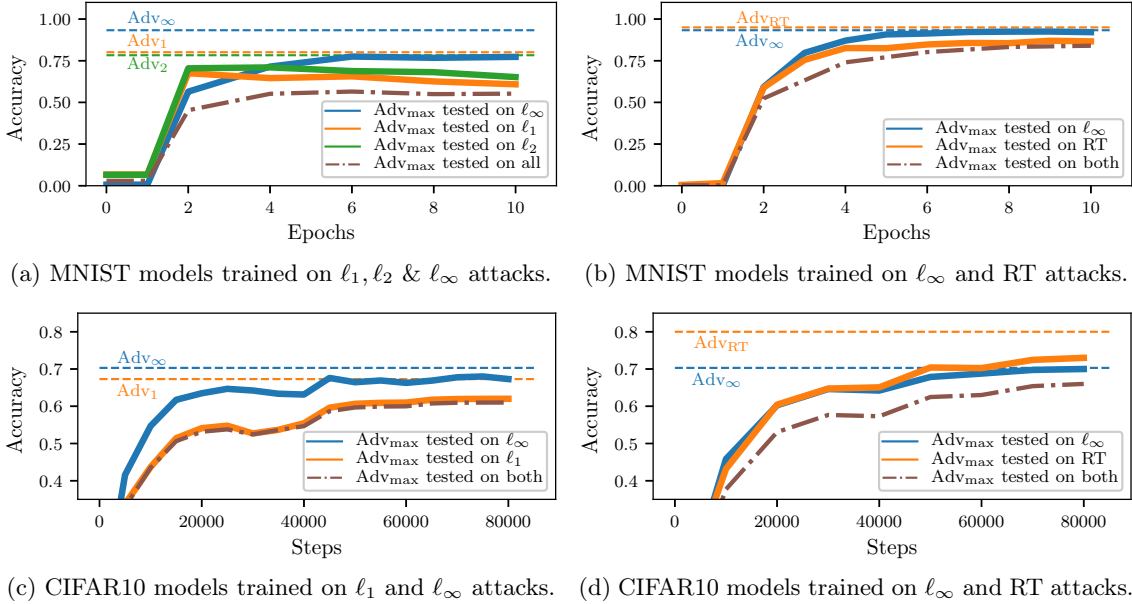 Adv∞
Adv₁
Adv₂
1.00
0.75
0.50
0.25
0.00
Accuracy
Advmax tested on ℓ∞
Advmax tested on ℓ₁
Advmax tested on ℓ₂
Advmax tested on all
0 2 4 6 8 10
Epochs
(a) MNIST models trained on ℓ₁, ℓ₂ & ℓ∞ attacks.
AdvRT
Adv∞
1.00
0.75
0.50
0.25
0.00
Accuracy
Advmax tested on ℓ∞
Advmax tested on RT
Advmax tested on both
0 2 4 6 8 10
Epochs
(b) MNIST models trained on ℓ∞ and RT attacks.
Adv∞
Adv₁
0.8
0.7
0.6
0.5
0.4
Accuracy
Advmax tested on ℓ∞
Advmax tested on ℓ₁
Advmax tested on both
0 20000 40000 60000 80000
Steps
(c) CIFAR10 models trained on ℓ₁ and ℓ∞ attacks.
AdvRT
Adv∞
0.8
0.7
0.6
0.5
0.4
Accuracy
Advmax tested on ℓ∞
Advmax tested on RT
Advmax tested on both
0 20000 40000 60000 80000
Steps
(d) CIFAR10 models trained on ℓ∞ and RT attacks.